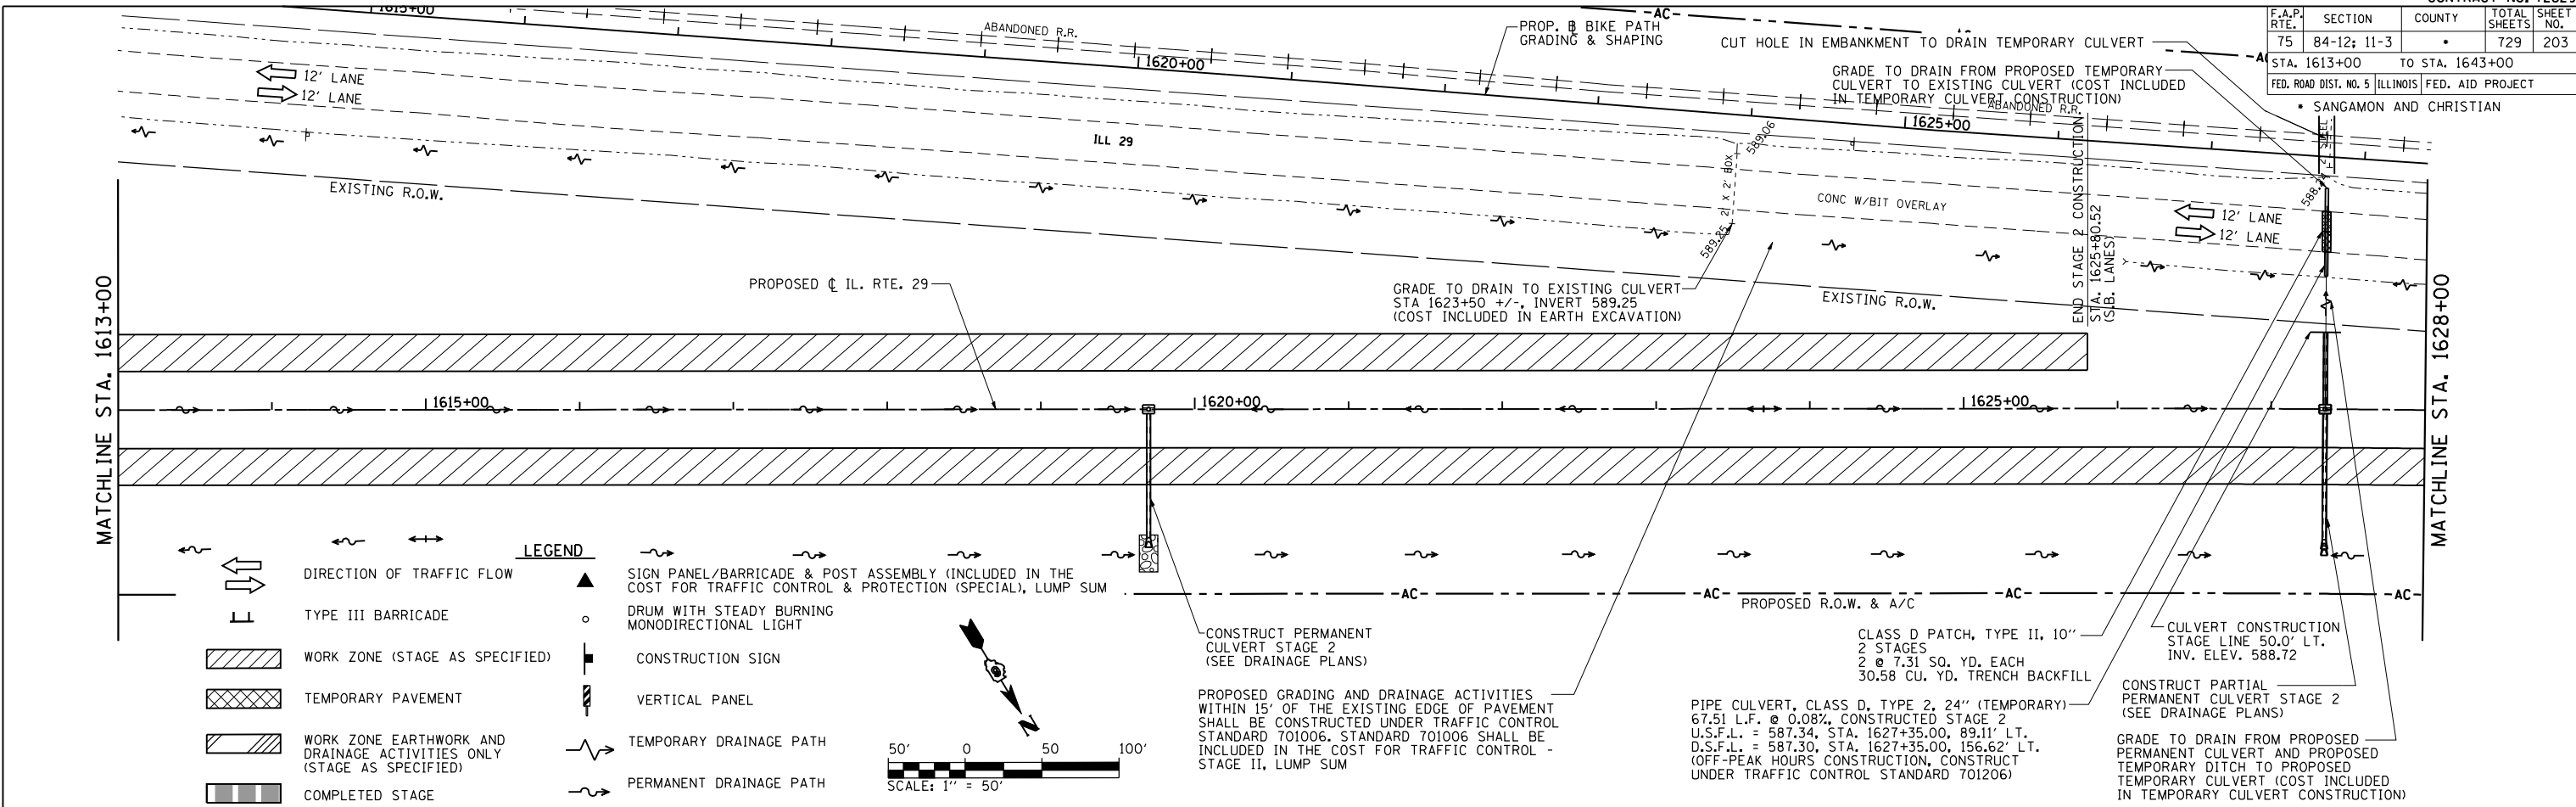 F.A.P. RTE. SECTION COUNTY TOTAL SHEETS SHEET NO.
75 84-12; 11-3 • 729 203
STA. 1613+00 TO STA. 1643+00
FED. ROAD DIST. NO. 5 ILLINOIS FED. AID PROJECT
• SANGAMON AND CHRISTIAN
1615+00
ABANDONED R.R.
1620+00
PROP. BIKE PATH
GRADING & SHAPING
-AC-
CUT HOLE IN EMBANKMENT TO DRAIN TEMPORARY CULVERT
GRADE TO DRAIN FROM PROPOSED TEMPORARY
CULVERT TO EXISTING CULVERT (COST INCLUDED
IN TEMPORARY CULVERT CONSTRUCTION)
ABANDONED R.R.
1625+00
12' LANE
12' LANE
ILL 29
EXISTING R.O.W.
589.06
2' X 2' BOX
589.25
CONC W/BIT OVERLAY
12' LANE
12' LANE
END STAGE 2 CONSTRUCTION
STA. 1625+80.52
(S.B. LANES)
EXISTING R.O.W.
PROPOSED ℄ IL. RTE. 29
GRADE TO DRAIN TO EXISTING CULVERT
STA 1623+50 +/-, INVERT 589.25
(COST INCLUDED IN EARTH EXCAVATION)
MATCHLINE STA. 1613+00
MATCHLINE STA. 1628+00
1615+00
1620+00
1625+00
-AC-
-AC-
-AC-
-AC-
PROPOSED R.O.W. & A/C
LEGEND
DIRECTION OF TRAFFIC FLOW
TYPE III BARRICADE
WORK ZONE (STAGE AS SPECIFIED)
TEMPORARY PAVEMENT
WORK ZONE EARTHWORK AND
DRAINAGE ACTIVITIES ONLY
(STAGE AS SPECIFIED)
COMPLETED STAGE
SIGN PANEL/BARRICADE & POST ASSEMBLY (INCLUDED IN THE
COST FOR TRAFFIC CONTROL & PROTECTION (SPECIAL), LUMP SUM
DRUM WITH STEADY BURNING
MONODIRECTIONAL LIGHT
CONSTRUCTION SIGN
VERTICAL PANEL
TEMPORARY DRAINAGE PATH
PERMANENT DRAINAGE PATH
N
50' 0 50 100'
SCALE: 1'' = 50'
CONSTRUCT PERMANENT
CULVERT STAGE 2
(SEE DRAINAGE PLANS)
PROPOSED GRADING AND DRAINAGE ACTIVITIES
WITHIN 15' OF THE EXISTING EDGE OF PAVEMENT
SHALL BE CONSTRUCTED UNDER TRAFFIC CONTROL
STANDARD 701006. STANDARD 701006 SHALL BE
INCLUDED IN THE COST FOR TRAFFIC CONTROL -
STAGE II, LUMP SUM
CLASS D PATCH, TYPE II, 10''
2 STAGES
2 @ 7.31 SQ. YD. EACH
30.58 CU. YD. TRENCH BACKFILL
PIPE CULVERT, CLASS D, TYPE 2, 24'' (TEMPORARY)
67.51 L.F. @ 0.08%, CONSTRUCTED STAGE 2
U.S.F.L. = 587.34, STA. 1627+35.00, 89.11' LT.
D.S.F.L. = 587.30, STA. 1627+35.00, 156.62' LT.
(OFF-PEAK HOURS CONSTRUCTION, CONSTRUCT
UNDER TRAFFIC CONTROL STANDARD 701206)
CULVERT CONSTRUCTION
STAGE LINE 50.0' LT.
INV. ELEV. 588.72
CONSTRUCT PARTIAL
PERMANENT CULVERT STAGE 2
(SEE DRAINAGE PLANS)
GRADE TO DRAIN FROM PROPOSED
PERMANENT CULVERT AND PROPOSED
TEMPORARY DITCH TO PROPOSED
TEMPORARY CULVERT (COST INCLUDED
IN TEMPORARY CULVERT CONSTRUCTION)